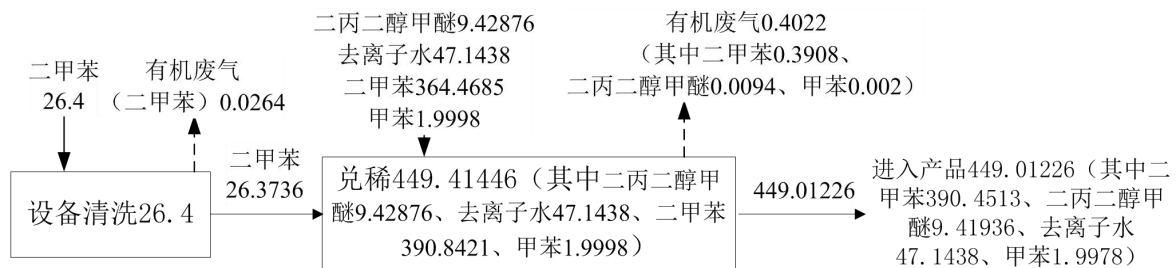 二甲苯
26.4
有机废气
（二甲苯）0.0264
二丙二醇甲醚9.42876
去离子水47.1438
二甲苯364.4685
甲苯1.9998
有机废气0.4022
（其中二甲苯0.3908、
二丙二醇甲醚0.0094、甲苯0.002）
设备清洗26.4
二甲苯
26.3736
兑稀449.41446（其中二丙二醇甲
醚9.42876、去离子水47.1438、二甲苯
390.8421、甲苯1.9998）
449.01226
进入产品449.01226（其中二
甲苯390.4513、二丙二醇甲
醚9.41936、去离子水
47.1438、甲苯1.9978）